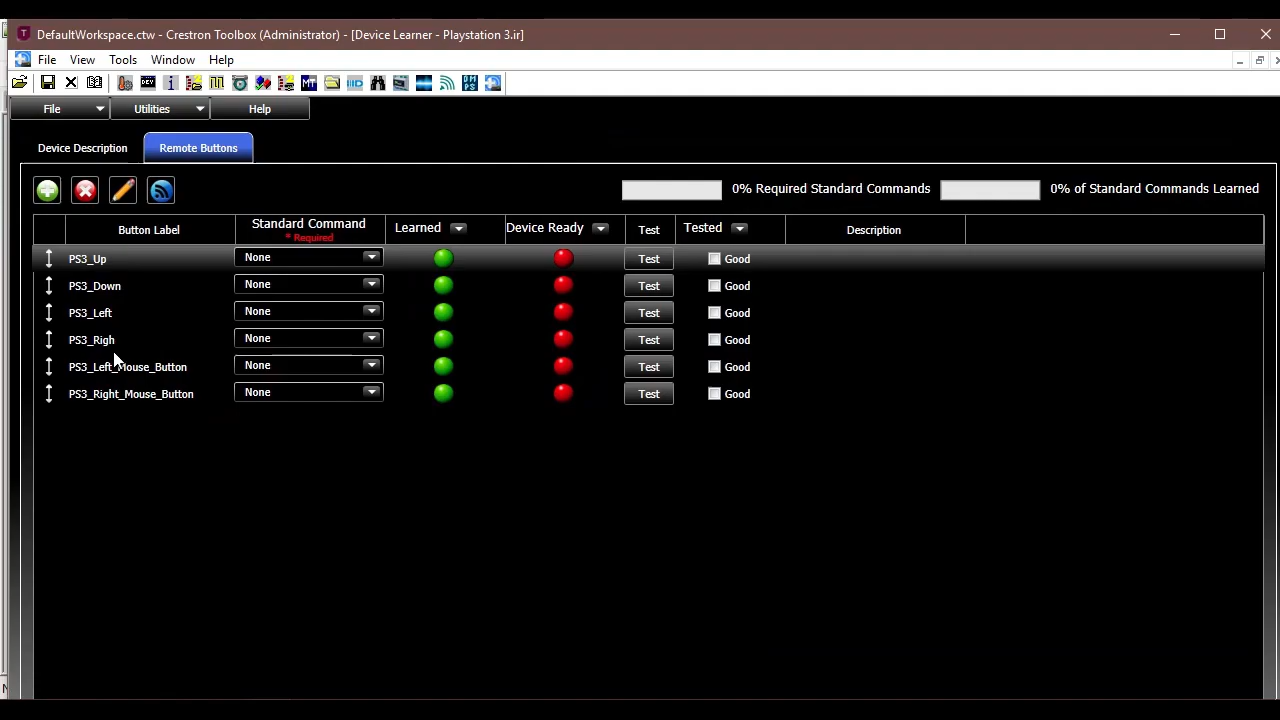 DefaultWorkspace.ctw - Crestron Toolbox (Administrator) - [Device Learner - Playstation 3.ir]
File View Tools Window Help
File Utilities Help
Device Description Remote Buttons
0% Required Standard Commands 0% of Standard Commands Learned
Button Label Standard Command Learned Device Ready Test Tested Description
* Required
PS3_Up None Test Good
PS3_Down None Test Good
PS3_Left None Test Good
PS3_Righ None Test Good
PS3_Left_Mouse_Button None Test Good
PS3_Right_Mouse_Button None Test Good